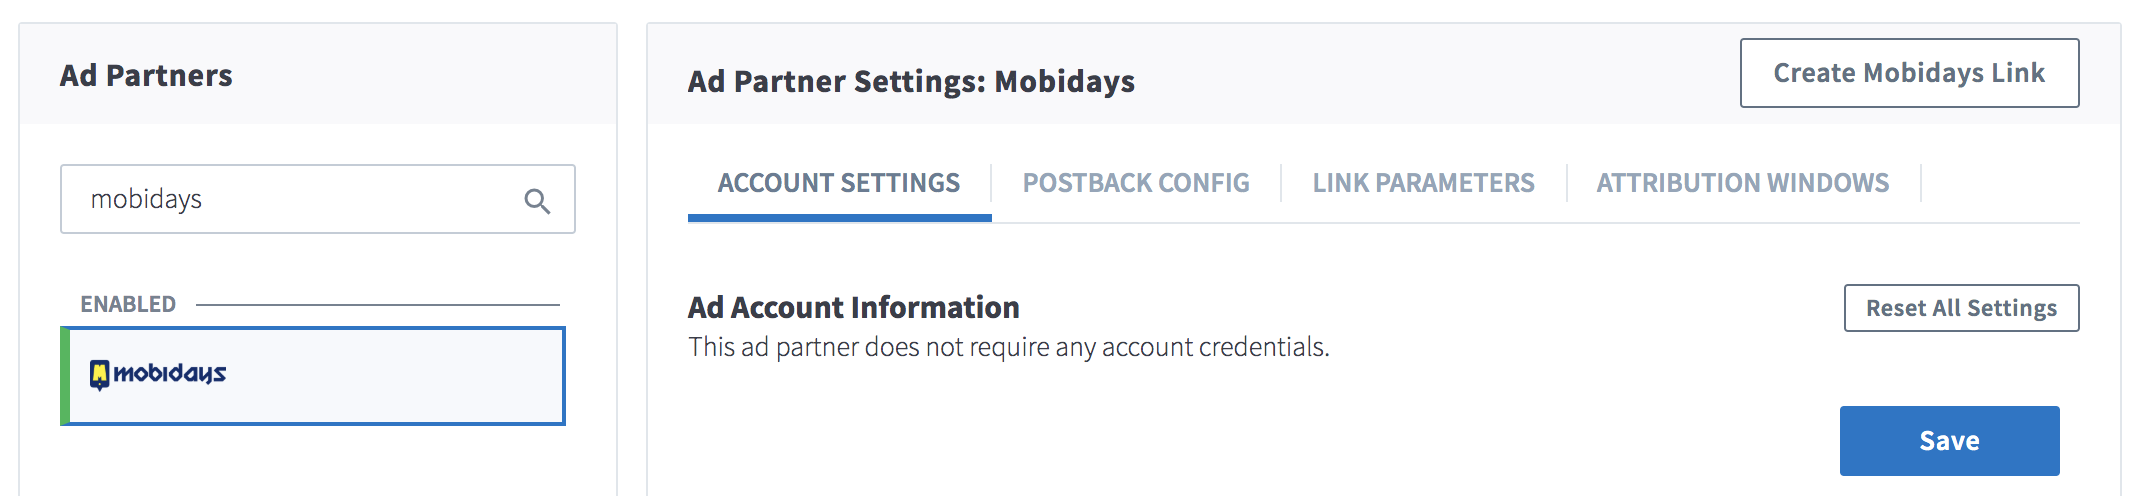 Ad Partners
mobidays
ENABLED
mobidays
Ad Partner Settings: Mobidays
Create Mobidays Link
ACCOUNT SETTINGS
POSTBACK CONFIG
LINK PARAMETERS
ATTRIBUTION WINDOWS
Ad Account Information
Reset All Settings
This ad partner does not require any account credentials.
Save